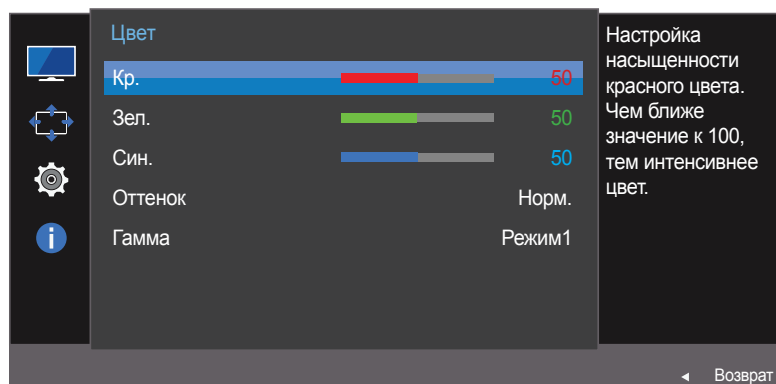 Цвет
Кр. 50
Зел. 50
Син. 50
Оттенок Норм.
Гамма Режим1
Настройка
насыщенности
красного цвета.
Чем ближе
значение к 100,
тем интенсивнее
цвет.
Возврат